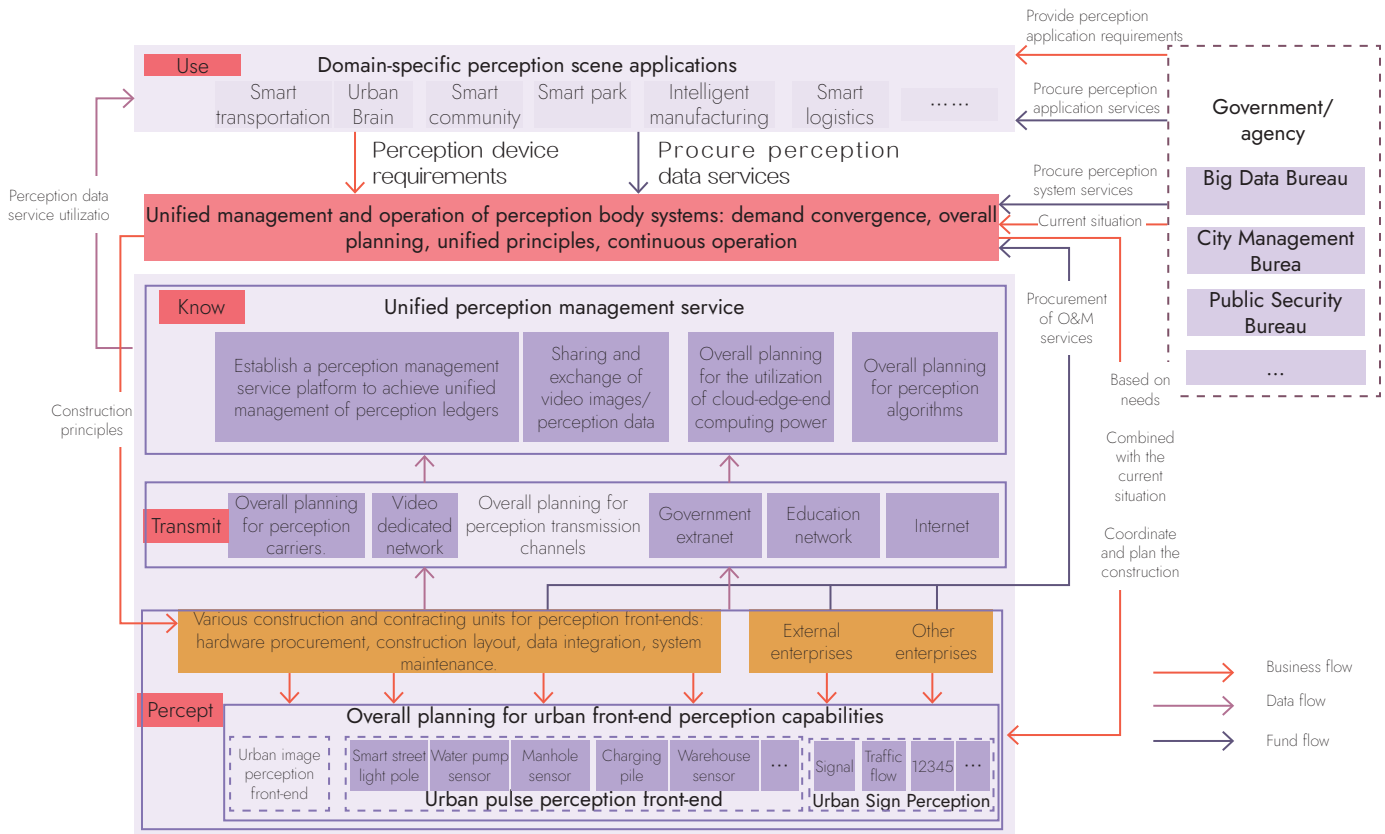 Provide perception
application requirements
Use
Domain-specific perception scene applications
Smart
transportation
Urban
Brain
Smart
community
Smart park
Intelligent
manufacturing
Smart
logistics
……
Procure perception
application services
Government/
agency
Perception device
requirements
Procure perception
data services
Perception data
service utilizatio
Procure perception
system services
Big Data Bureau
Unified management and operation of perception body systems: demand convergence, overall
planning, unified principles, continuous operation
Current situation
City Management
Burea
Know
Unified perception management service
Procurement
of O&M
services
Public Security
Bureau
...
Establish a perception management
service platform to achieve unified
management of perception ledgers
Sharing and
exchange of
video images/
perception data
Overall planning
for the utilization
of cloud-edge-end
computing power
Overall planning
for perception
algorithms
Based on
needs
Construction
principles
Combined
with the
current
situation
Transmit
Overall planning
for perception
carriers.
Video
dedicated
network
Overall planning for
perception transmission
channels
Government
extranet
Education
network
Internet
Coordinate
and plan the
construction
Various construction and contracting units for perception front-ends:
hardware procurement, construction layout, data integration, system
maintenance.
External
enterprises
Other
enterprises
Business flow
Data flow
Fund flow
Percept
Overall planning for urban front-end perception capabilities
Urban image
perception
front-end
Smart street
light pole
Water pump
sensor
Manhole
sensor
Charging
pile
Warehouse
sensor
...
Urban pulse perception front-end
Signal
Traffic
flow
12345
...
Urban Sign Perception